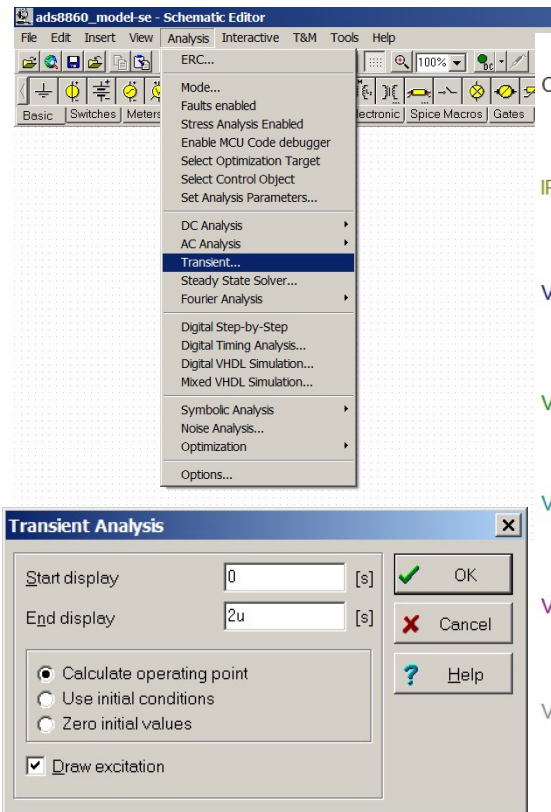 ads8860_model-se - Schematic Editor
File Edit Insert View Analysis Interactive T&M Tools Help
100%
Basic Switches Meters
Spice Macros Gates
ERC...
Mode...
Faults enabled
Stress Analysis Enabled
Enable MCU Code debugger
Select Optimization Target
Select Control Object
Set Analysis Parameters...
DC Analysis
AC Analysis
Transient...
Steady State Solver...
Fourier Analysis
Digital Step-by-Step
Digital Timing Analysis...
Digital VHDL Simulation...
Mixed VHDL Simulation...
Symbolic Analysis
Noise Analysis...
Optimization
Options...
Transient Analysis
Start display 0 [s] OK
End display 2u [s] Cancel
Calculate operating point Help
Use initial conditions
Zero initial values
Draw excitation